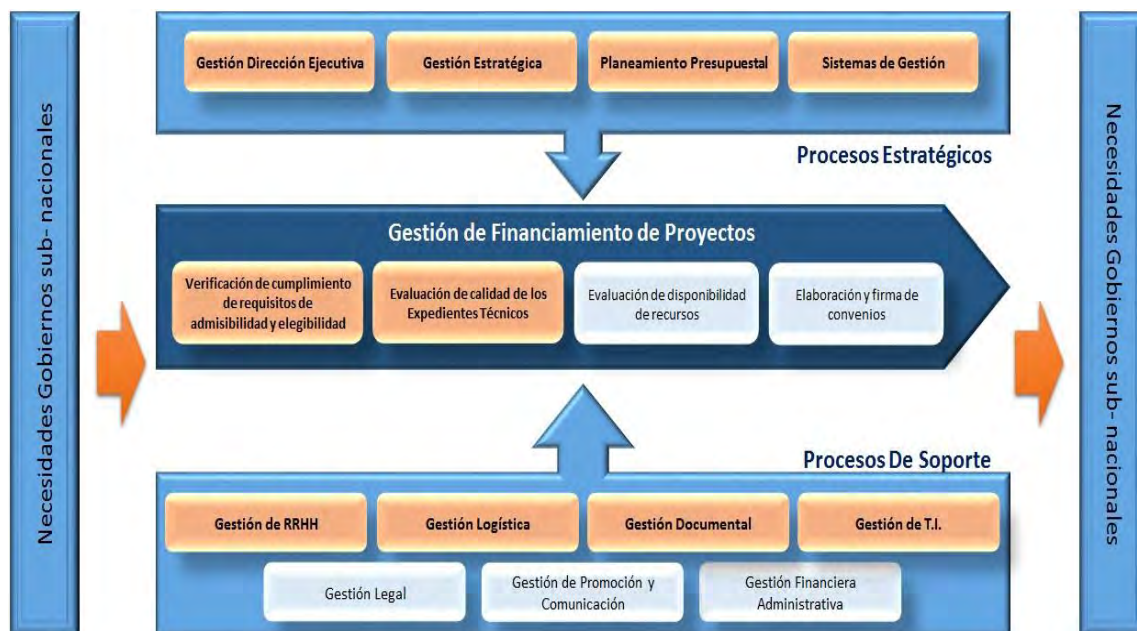 Necesidades Gobiernos sub- nacionales
Gestión Dirección Ejecutiva
Gestión Estratégica
Planeamiento Presupuestal
Sistemas de Gestión
Procesos Estratégicos
Gestión de Financiamiento de Proyectos
Verificación de cumplimiento
de requisitos de
admisibilidad y elegibilidad
Evaluación de calidad de los
Expedientes Técnicos
Evaluación de disponibilidad
de recursos
Elaboración y firma de
convenios
Procesos De Soporte
Gestión de RRHH
Gestión Logística
Gestión Documental
Gestión de T.I.
Gestión Legal
Gestión de Promoción y
Comunicación
Gestión Financiera
Administrativa
Necesidades Gobiernos sub- nacionales